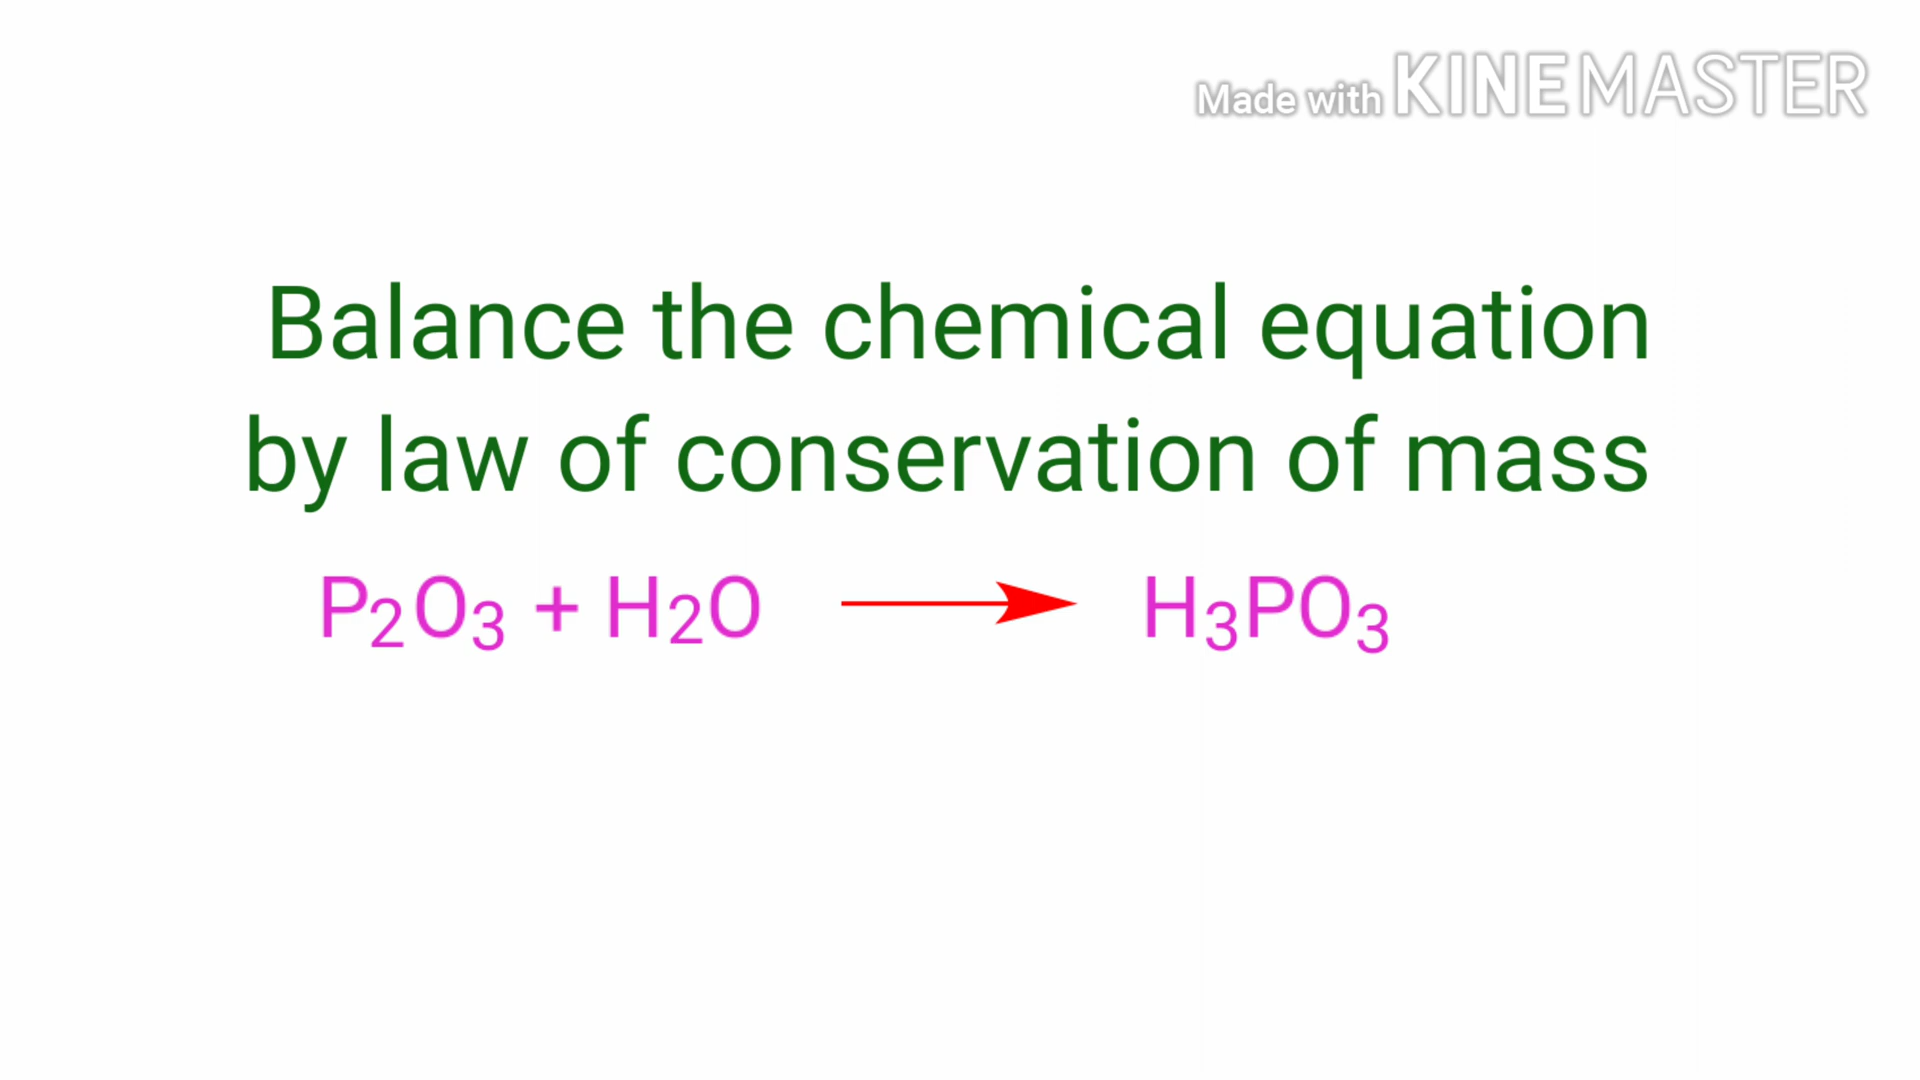 Made with KINEMASTER
Balance the chemical equation
by law of conservation of mass
P₂O₃ + H₂O ⟶ H₃PO₃